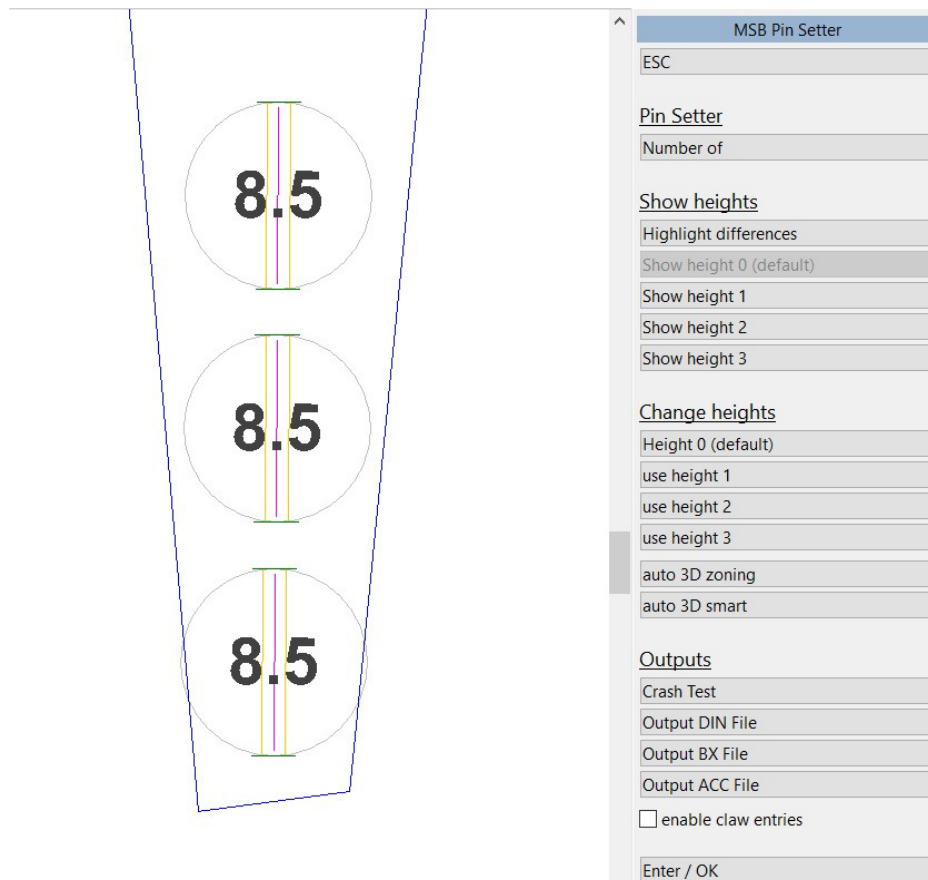 8.5
8.5
8.5
MSB Pin Setter
ESC
Pin Setter
Number of
Show heights
Highlight differences
Show height 0 (default)
Show height 1
Show height 2
Show height 3
Change heights
Height 0 (default)
use height 1
use height 2
use height 3
auto 3D zoning
auto 3D smart
Outputs
Crash Test
Output DIN File
Output BX File
Output ACC File
enable claw entries
Enter / OK